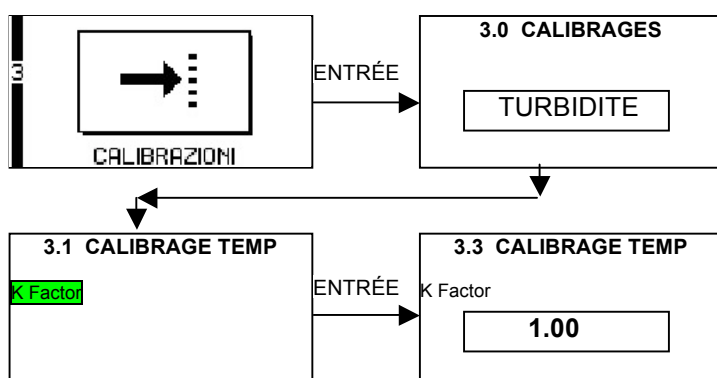 3
CALIBRAZIONI
ENTRÉE
3.0 CALIBRAGES
TURBIDITE
3.1 CALIBRAGE TEMP
K Factor
ENTRÉE
3.3 CALIBRAGE TEMP
K Factor
1.00